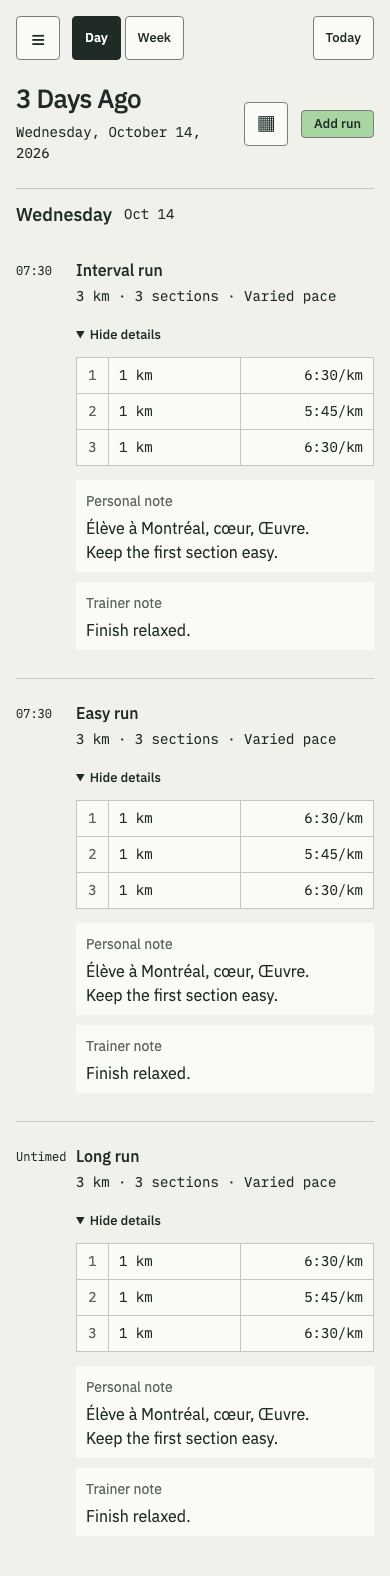 Day
Week
Today
3 Days Ago
Wednesday, October 14,
2026
Add run
Wednesday Oct 14
07:30 Interval run
3 km · 3 sections · Varied pace
▼ Hide details
1 1 km 6:30/km
2 1 km 5:45/km
3 1 km 6:30/km
Personal note
Élève à Montréal, cœur, Œuvre.
Keep the first section easy.
Trainer note
Finish relaxed.
07:30 Easy run
3 km · 3 sections · Varied pace
▼ Hide details
1 1 km 6:30/km
2 1 km 5:45/km
3 1 km 6:30/km
Personal note
Élève à Montréal, cœur, Œuvre.
Keep the first section easy.
Trainer note
Finish relaxed.
Untimed Long run
3 km · 3 sections · Varied pace
▼ Hide details
1 1 km 6:30/km
2 1 km 5:45/km
3 1 km 6:30/km
Personal note
Élève à Montréal, cœur, Œuvre.
Keep the first section easy.
Trainer note
Finish relaxed.